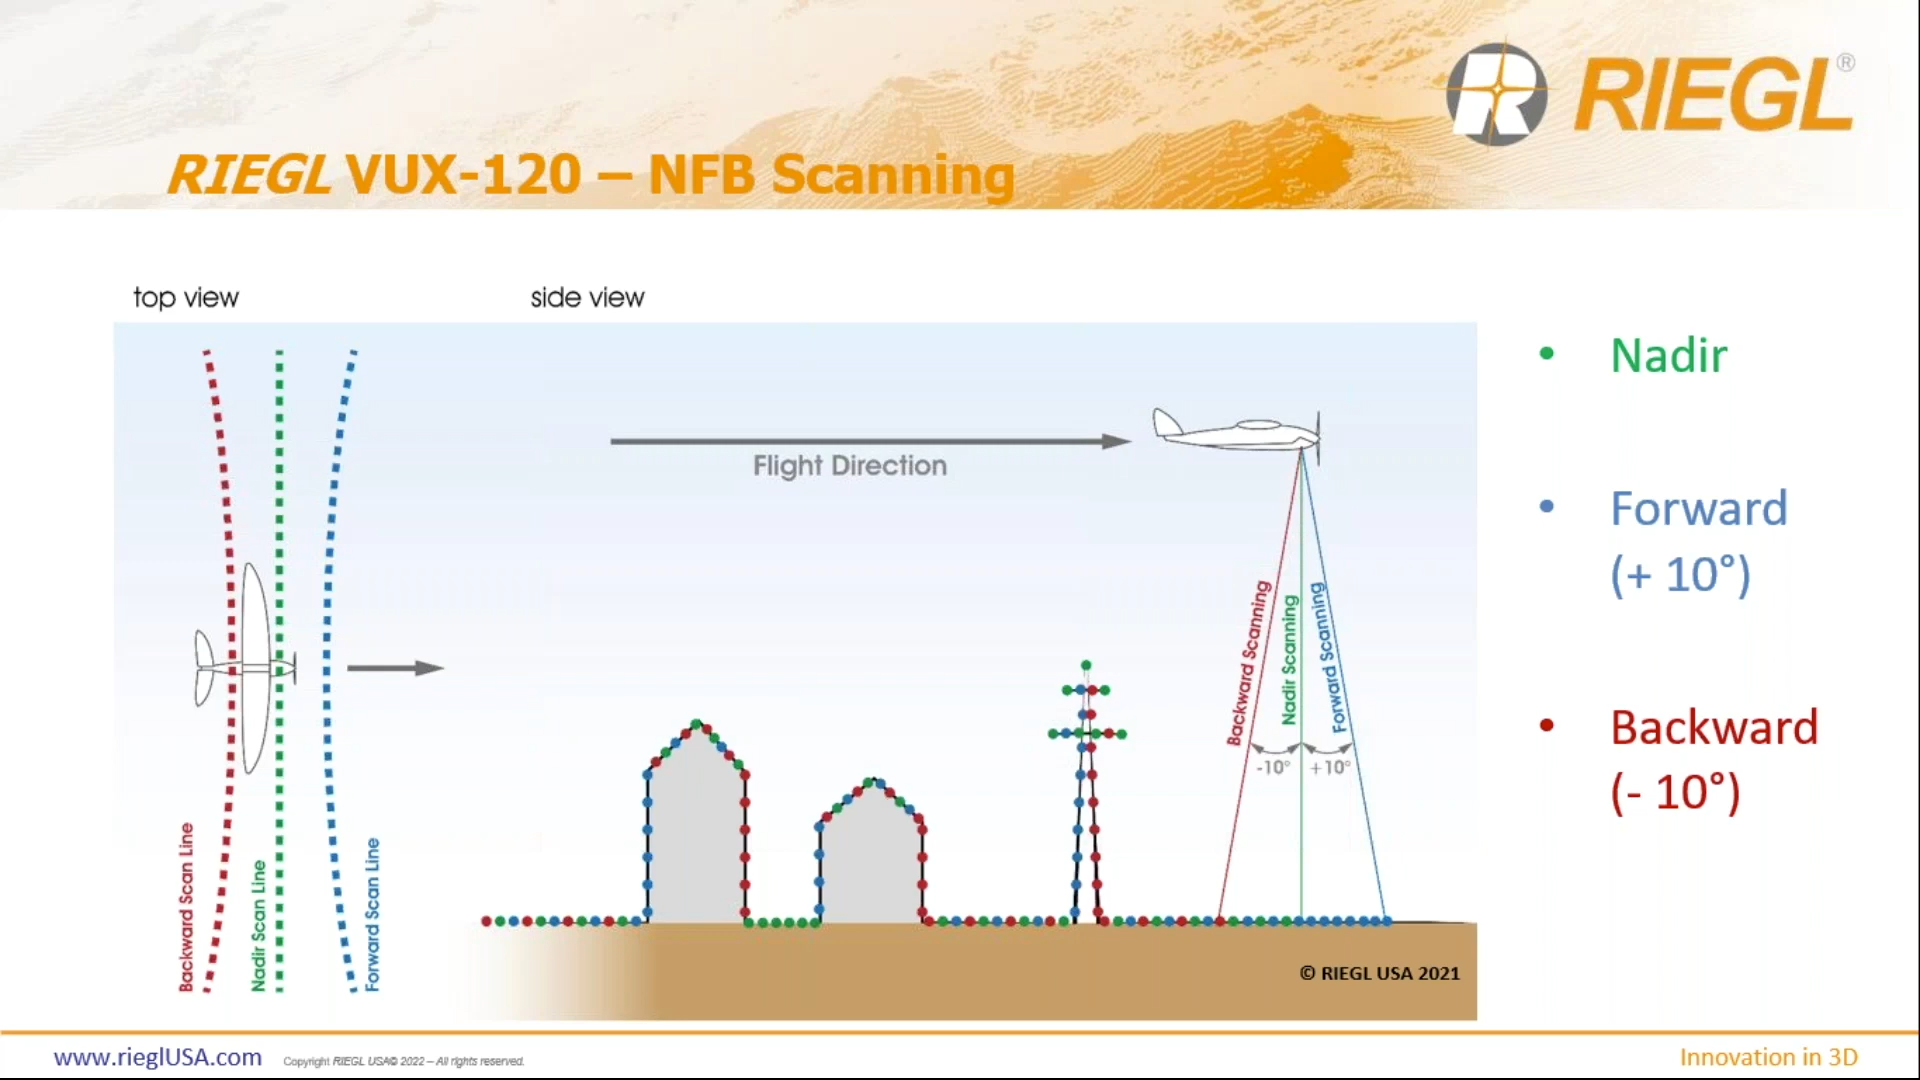 RIEGL®
RIEGL VUX-120 – NFB Scanning
top view
side view
Flight Direction
Backward Scan Line
Nadir Scan Line
Forward Scan Line
Backward Scanning
Nadir Scanning
Forward Scanning
-10°
+10°
© RIEGL USA 2021
• Nadir
• Forward
(+ 10°)
• Backward
(- 10°)
www.rieglUSA.com
Copyright RIEGL USA© 2022 – All rights reserved.
Innovation in 3D